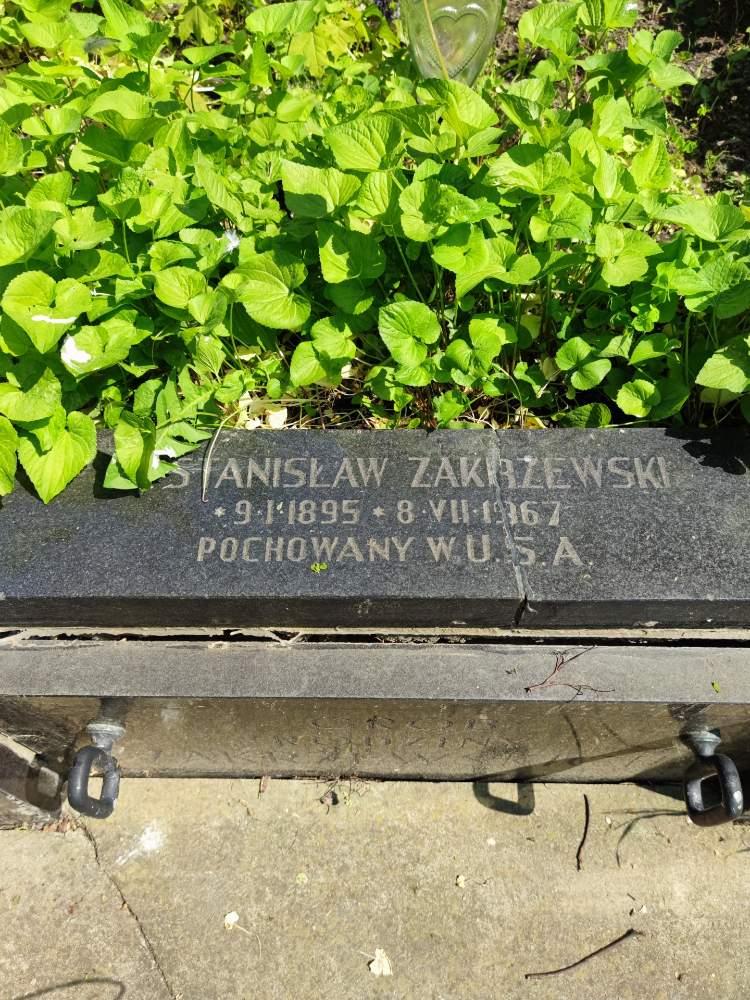 STANISŁAW ZAKRZEWSKI
*9·I·1895 * 8·VII·1967
POCHOWANY W U.S.A.